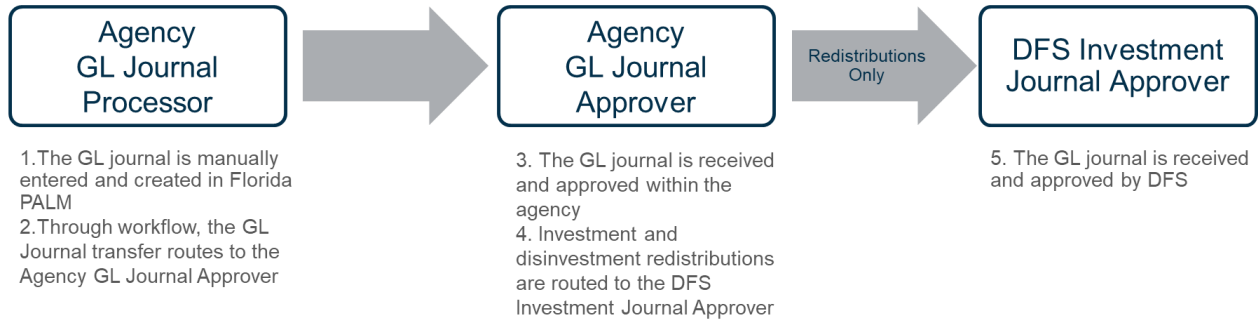 Agency
GL Journal
Processor
1.The GL journal is manually
entered and created in Florida
PALM
2.Through workflow, the GL
Journal transfer routes to the
Agency GL Journal Approver
Agency
GL Journal
Approver
3. The GL journal is received
and approved within the
agency
4. Investment and
disinvestment redistributions
are routed to the DFS
Investment Journal Approver
Redistributions
Only
DFS Investment
Journal Approver
5. The GL journal is received
and approved by DFS